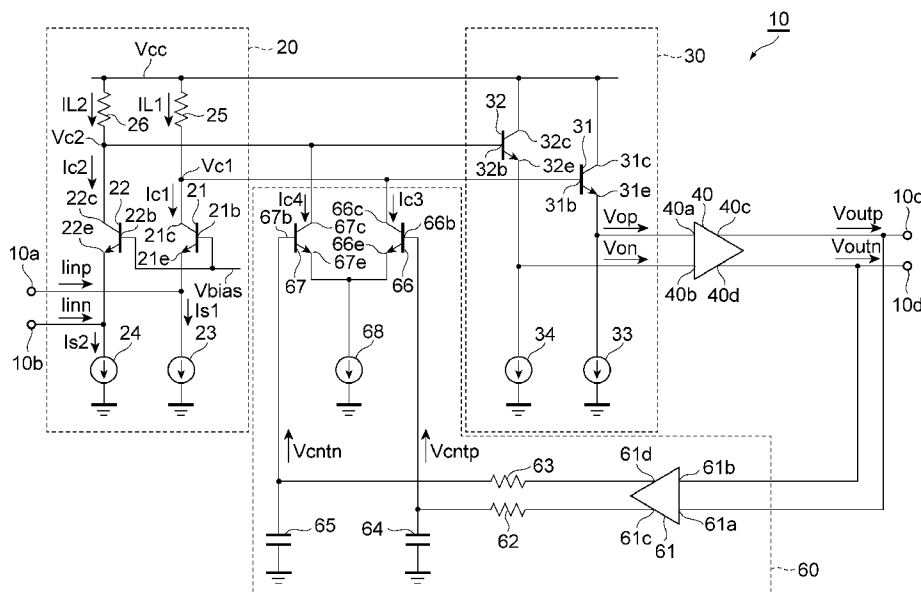 10
20
30
Vcc
IL2
IL1
26
25
Vc2
Vc1
32
32c
32b
32e
31
31c
31b
31e
Ic2
22
22c
22b
22e
Ic1
21
21b
21c
21e
Ic4
67b
67c
67e
67
Ic3
66c
66b
66e
66
10a
Iinp
Vbias
Iinn
Is1
10b
Is2
24
23
68
34
33
Vop
Von
40a
40
40c
40b
40d
Voutp
Voutn
10c
10d
Vcntn
Vcntp
63
61d
61b
65
64
62
61c
61
61a
60